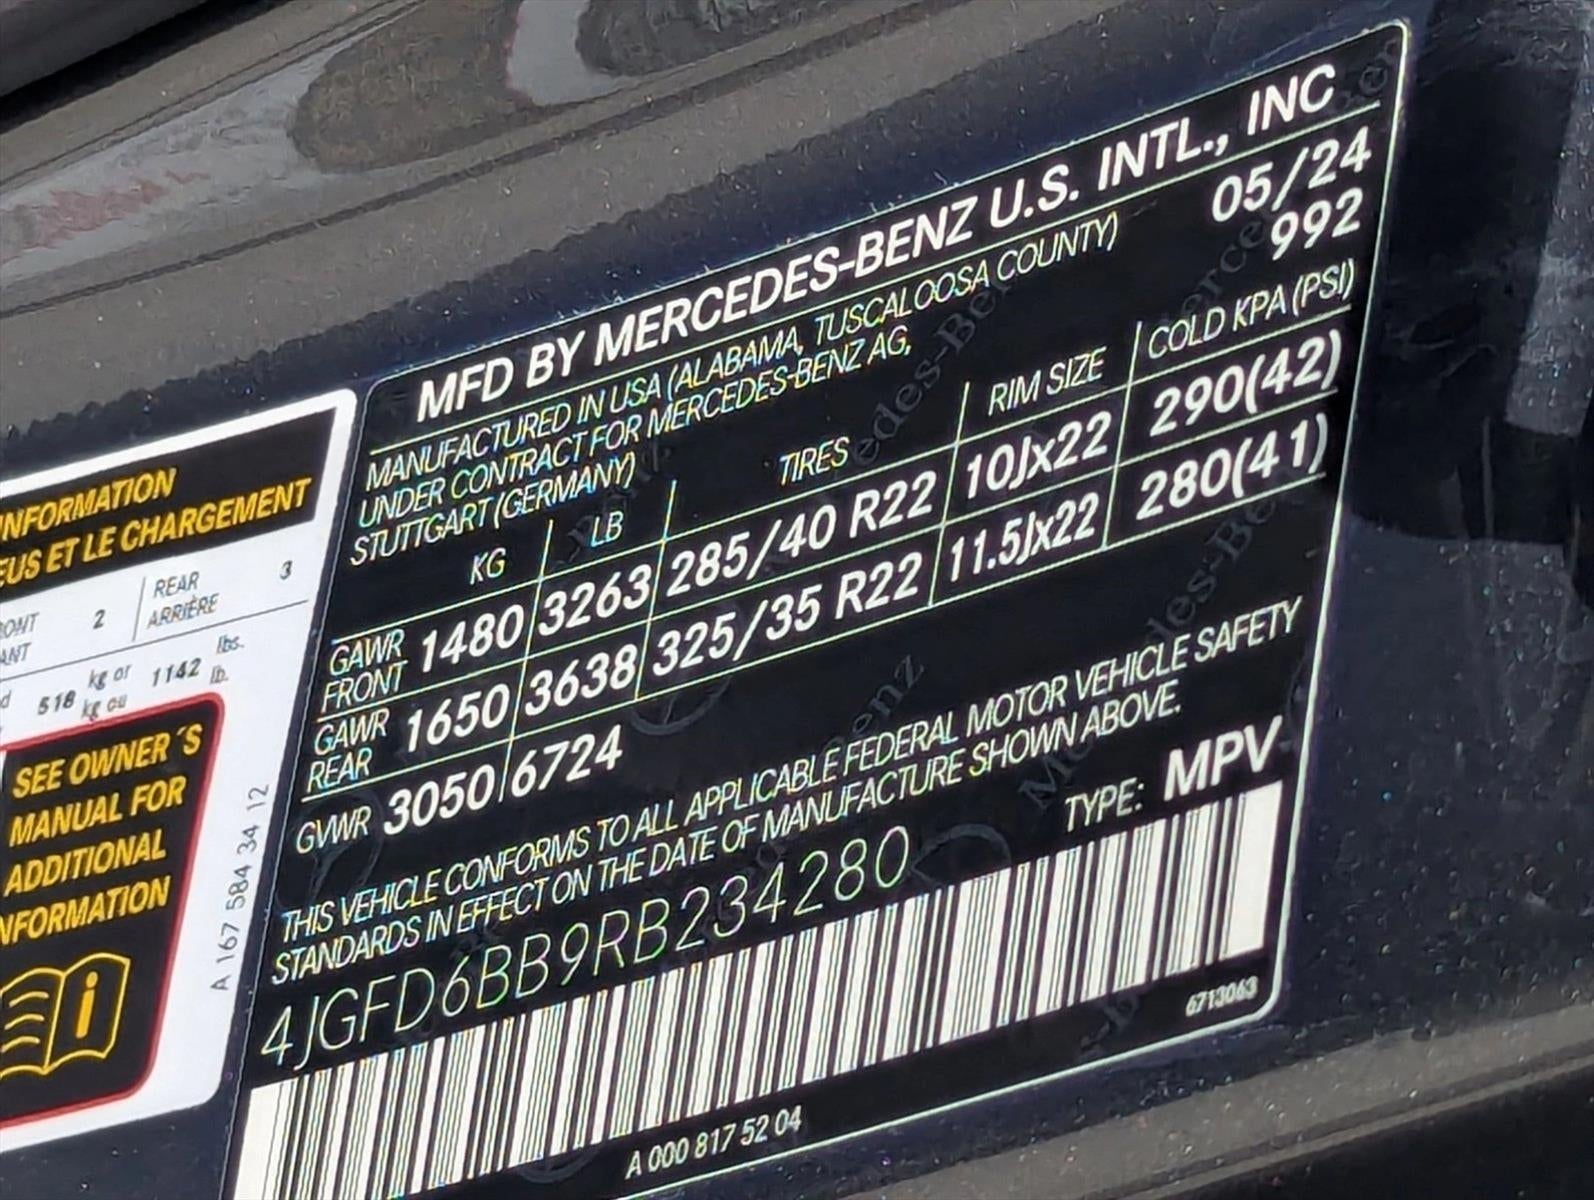 MFD BY MERCEDES-BENZ U.S. INTL., INC
MANUFACTURED IN USA (ALABAMA, TUSCALOOSA COUNTY) 05/24
UNDER CONTRACT FOR MERCEDES-BENZ AG, 992
STUTTGART (GERMANY)
KG LB TIRES RIM SIZE COLD KPA (PSI)
GAWR FRONT 1480 3263 285/40 R22 10Jx22 290(42)
GAWR REAR 1650 3638 325/35 R22 11.5Jx22 280(41)
GVWR 3050 6724
THIS VEHICLE CONFORMS TO ALL APPLICABLE FEDERAL MOTOR VEHICLE SAFETY
STANDARDS IN EFFECT ON THE DATE OF MANUFACTURE SHOWN ABOVE.
4JGFD6BB9RB234280 TYPE: MPV
6713063
A 000 817 52 04
INFORMATION
ET LE CHARGEMENT
2 REAR 3
ARRIÈRE
518 kg or 1142 lbs.
kg ou lb.
SEE OWNER´S
MANUAL FOR
ADDITIONAL
INFORMATION
A 167 584 34 12